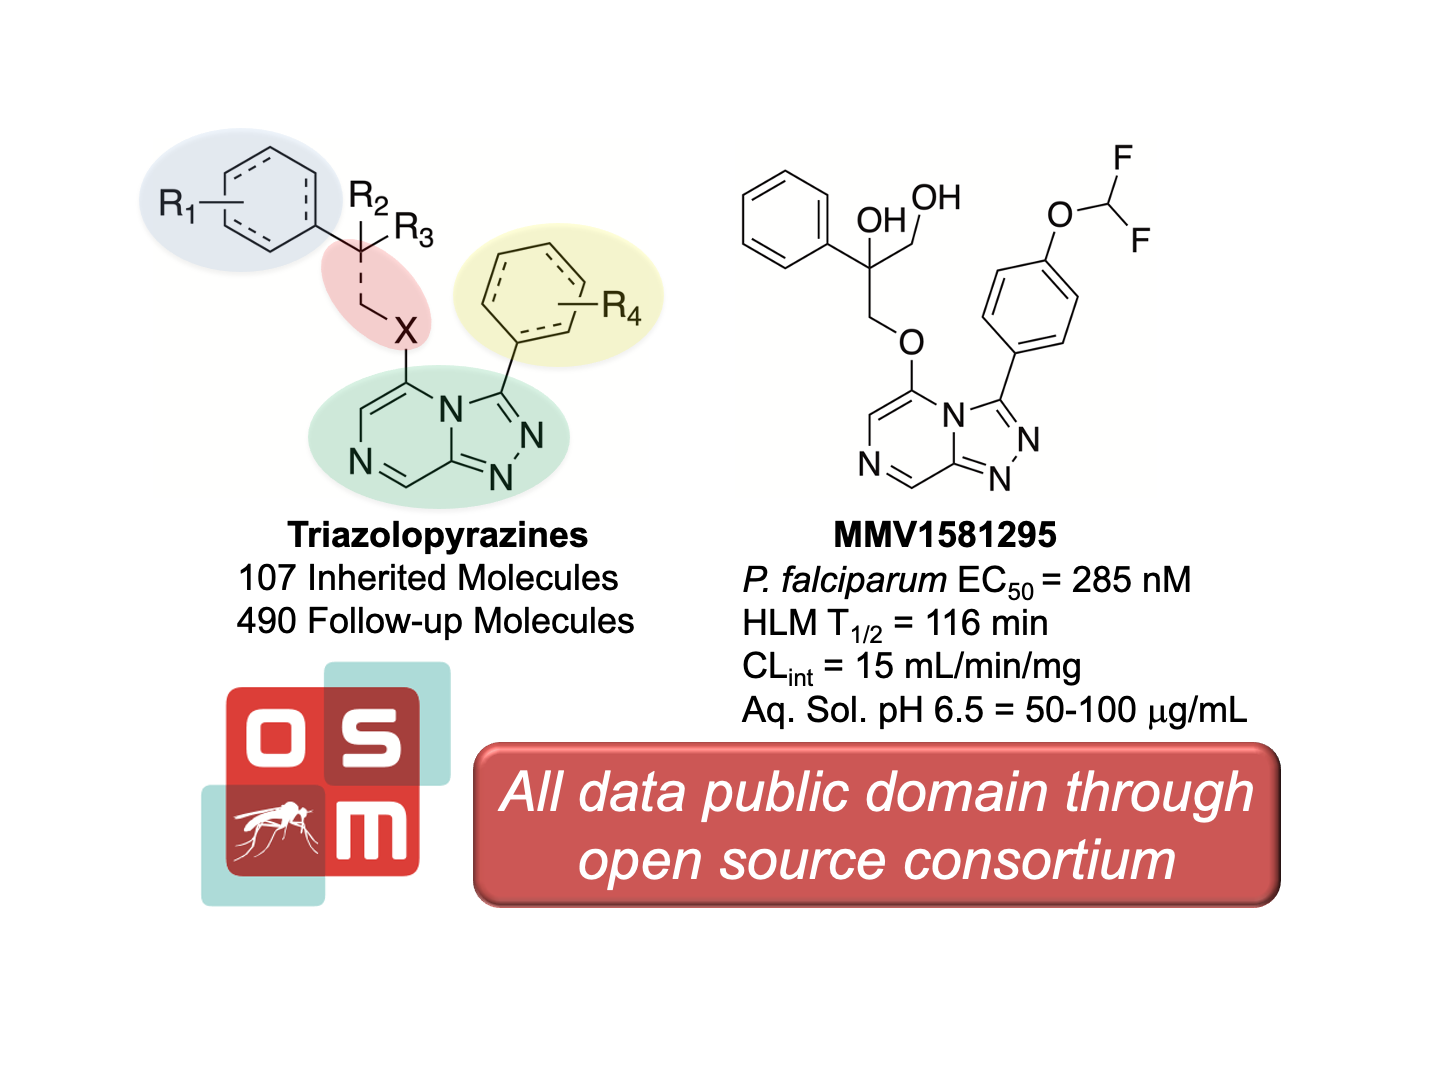 R1
R2
R3
X
R4
N
N
N
N
Triazolopyrazines
107 Inherited Molecules
490 Follow-up Molecules
F
F
O
OH
OH
O
N
N
N
N
MMV1581295
P. falciparum EC50 = 285 nM
HLM T1/2 = 116 min
CLint = 15 mL/min/mg
Aq. Sol. pH 6.5 = 50-100 μg/mL
O S
m
All data public domain through
open source consortium